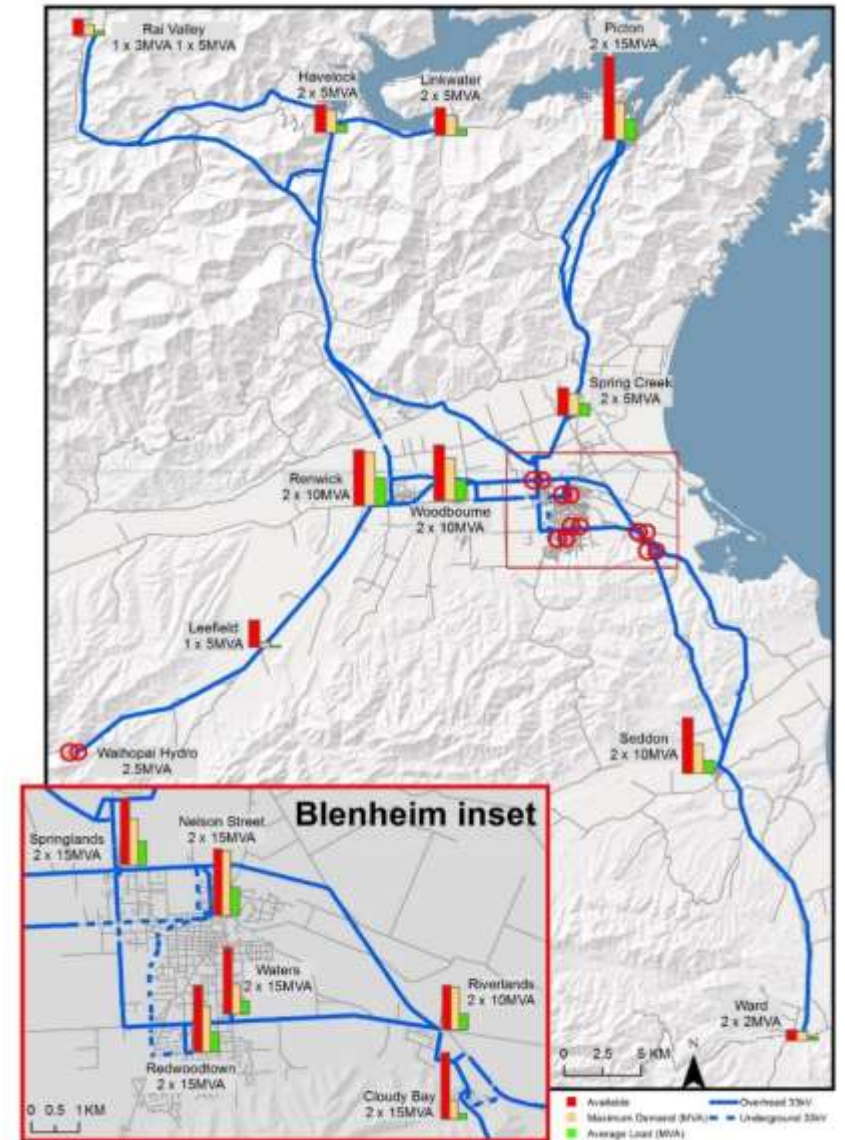 Rai Valley
1 x 3MVA 1 x 5MVA
Picton
2 x 15MVA
Havelock
2 x 5MVA
Linkwater
2 x 5MVA
Spring Creek
2 x 5MVA
Renwick
2 x 10MVA
Woodbourne
2 x 10MVA
Leefield
1 x 5MVA
Waihopai Hydro
2.5MVA
Seddon
2 x 10MVA
Blenheim inset
Springlands
2 x 15MVA
Nelson Street
2 x 15MVA
Waters
2 x 15MVA
Riverlands
2 x 10MVA
Redwoodtown
2 x 15MVA
Cloudy Bay
2 x 15MVA
0 0.5 1KM
Ward
2 x 2MVA
0 2.5 5 KM
N
Available
Overhead 33kV
Maximum Demand (MVA)
Underground 33kV
Average Load (MVA)